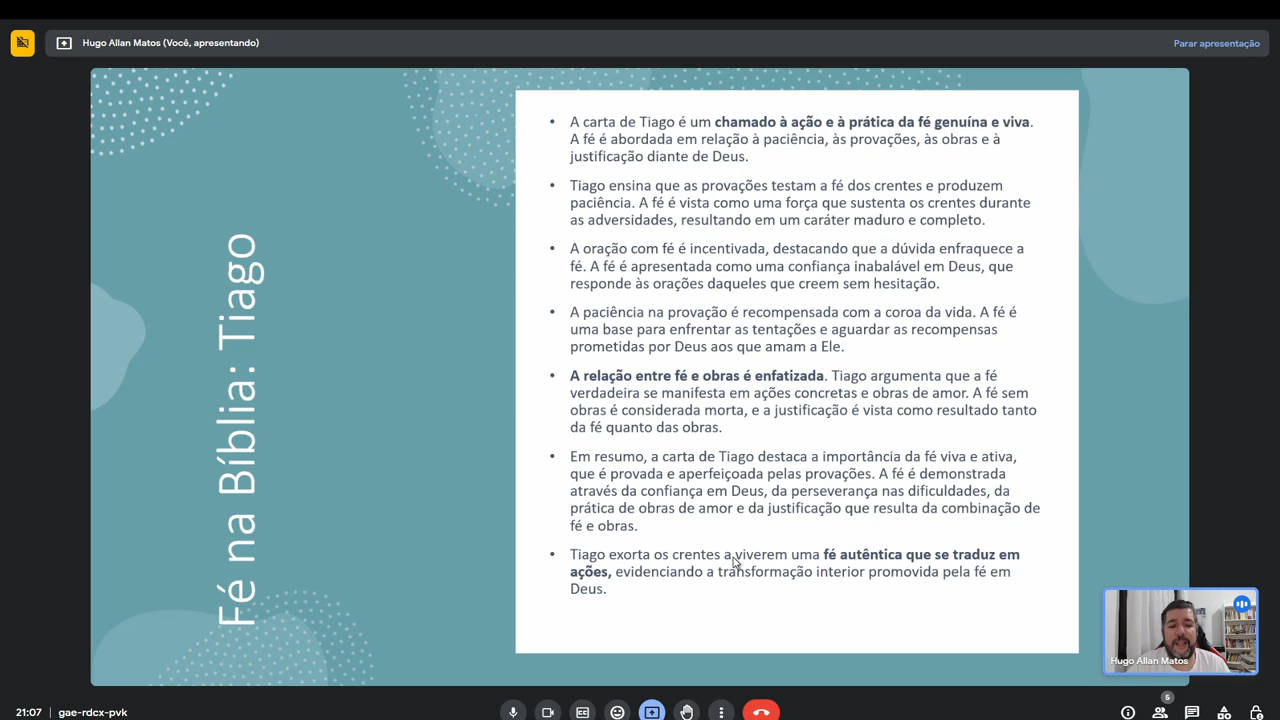 Hugo Allan Matos (Você, apresentando)
Parar apresentação
Fé na Bíblia: Tiago
• A carta de Tiago é um chamado à ação e à prática da fé genuína e viva.
A fé é abordada em relação à paciência, às provações, às obras e à
justificação diante de Deus.
• Tiago ensina que as provações testam a fé dos crentes e produzem
paciência. A fé é vista como uma força que sustenta os crentes durante
as adversidades, resultando em um caráter maduro e completo.
• A oração com fé é incentivada, destacando que a dúvida enfraquece a
fé. A fé é apresentada como uma confiança inabalável em Deus, que
responde às orações daqueles que creem sem hesitação.
• A paciência na provação é recompensada com a coroa da vida. A fé é
uma base para enfrentar as tentações e aguardar as recompensas
prometidas por Deus aos que amam a Ele.
• A relação entre fé e obras é enfatizada. Tiago argumenta que a fé
verdadeira se manifesta em ações concretas e obras de amor. A fé sem
obras é considerada morta, e a justificação é vista como resultado tanto
da fé quanto das obras.
• Em resumo, a carta de Tiago destaca a importância da fé viva e ativa,
que é provada e aperfeiçoada pelas provações. A fé é demonstrada
através da confiança em Deus, da perseverança nas dificuldades, da
prática de obras de amor e da justificação que resulta da combinação de
fé e obras.
• Tiago exorta os crentes a viverem uma fé autêntica que se traduz em
ações, evidenciando a transformação interior promovida pela fé em
Deus.
Hugo Allan Matos
21:07 | gae-rdcx-pvk
5